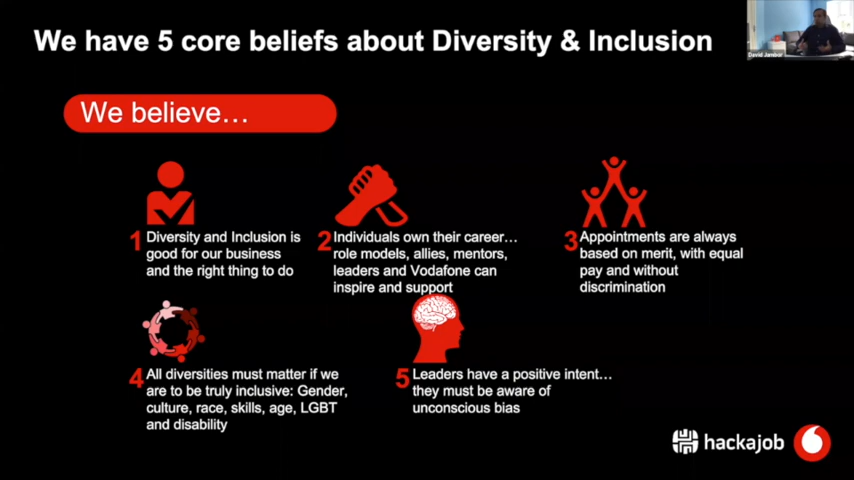 We have 5 core beliefs about Diversity & Inclusion
David Jambor
We believe…
1 Diversity and Inclusion is
good for our business
and the right thing to do
2 Individuals own their career…
role models, allies, mentors,
leaders and Vodafone can
inspire and support
3 Appointments are always
based on merit, with equal
pay and without
discrimination
4 All diversities must matter if we
are to be truly inclusive: Gender,
culture, race, skills, age, LGBT
and disability
5 Leaders have a positive intent…
they must be aware of
unconscious bias
hackajob